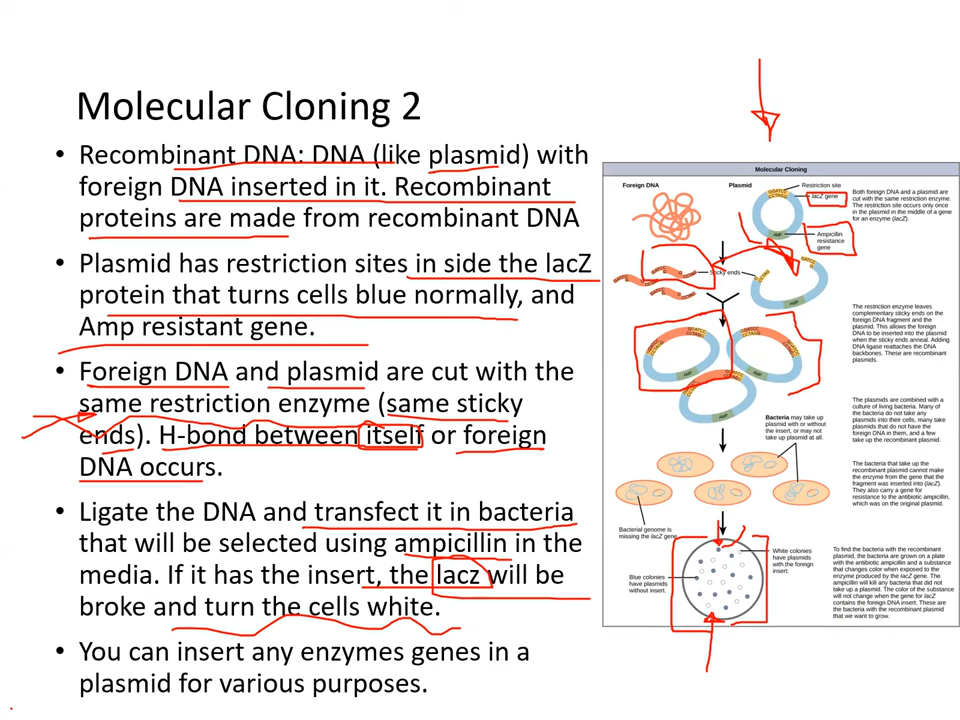 Molecular Cloning 2
• Recombinant DNA: DNA (like plasmid) with
foreign DNA inserted in it. Recombinant
proteins are made from recombinant DNA
• Plasmid has restriction sites in side the lacZ
protein that turns cells blue normally, and
Amp resistant gene.
• Foreign DNA and plasmid are cut with the
same restriction enzyme (same sticky
ends). H-bond between itself or foreign
DNA occurs.
• Ligate the DNA and transfect it in bacteria
that will be selected using ampicillin in the
media. If it has the insert, the lacz will be
broke and turn the cells white.
• You can insert any enzymes genes in a
plasmid for various purposes.
Molecular Cloning
Foreign DNA
Plasmid
Restriction site
GGATCC
CCTAGG
lacZ gene
AMP
Ampicillin
resistance
gene
Both foreign DNA and a plasmid are
cut with the same restriction enzyme.
The restriction site occurs only once
in the plasmid in the middle of a gene
for an enzyme (lacZ).
Sticky ends
AMP
The restriction enzyme leaves
complementary sticky ends on the
foreign DNA fragment and the
plasmid. This allows the foreign
DNA to be inserted into the plasmid
when the sticky ends anneal. Adding
DNA ligase reattaches the DNA
backbones. These are recombinant
plasmids.
GGATCC
CCTAGG
AMP
GGATCC
CCTAGG
AMP
AMP
Bacteria may take up
plasmid with or without
the insert, or may not
take up plasmid at all.
The plasmids are combined with a
culture of living bacteria. Many of
the bacteria do not take any
plasmids into their cells, many take
plasmids that do not have the
foreign DNA in them, and a few
take up the recombinant plasmid.
Bacterial genome is
missing the lacZ gene
The bacteria that take up the
recombinant plasmid cannot make
the enzyme from the gene that the
fragment was inserted into (lacZ).
They also carry a gene for
resistance to the antibiotic ampicillin,
which was on the original plasmid.
Blue colonies
have plasmids
without insert.
White colonies
have plasmids
with the foreign
insert.
To find the bacteria with the recombinant
plasmid, the bacteria are grown on a plate
with the antibiotic ampicillin and a substance
that changes color when exposed to the
enzyme produced by the lacZ gene. The
ampicillin will kill any bacteria that did not
take up a plasmid. The color of the substance
will not change when the gene for lacZ
contains the foreign DNA insert. These are
the bacteria with the recombinant plasmid
that we want to grow.